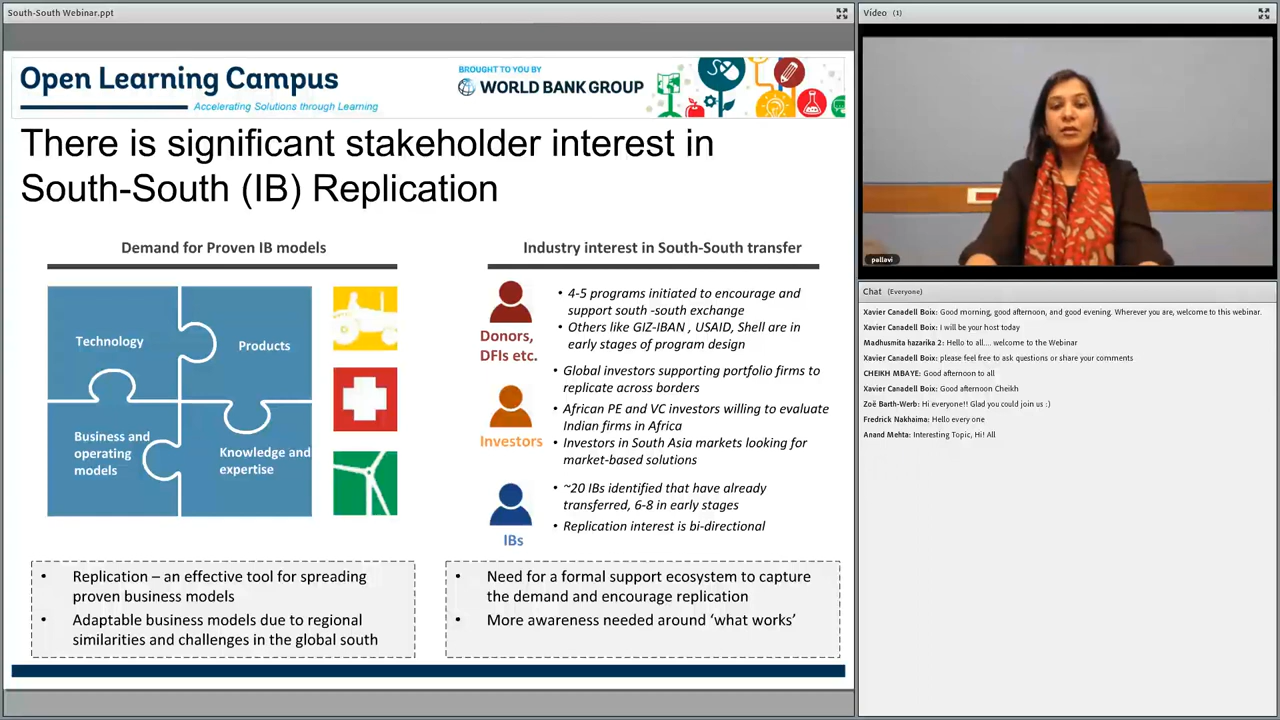 South-South Webinar.ppt
Open Learning Campus
Accelerating Solutions through Learning
BROUGHT TO YOU BY
WORLD BANK GROUP
There is significant stakeholder interest in
South-South (IB) Replication
Demand for Proven IB models
Technology
Products
Business and
operating
models
Knowledge and
expertise
Industry interest in South-South transfer
Donors,
DFIs etc.
• 4-5 programs initiated to encourage and
support south -south exchange
• Others like GIZ-IBAN , USAID, Shell are in
early stages of program design
Investors
• Global investors supporting portfolio firms to
replicate across borders
• African PE and VC investors willing to evaluate
Indian firms in Africa
• Investors in South Asia markets looking for
market-based solutions
IBs
• ~20 IBs identified that have already
transferred, 6-8 in early stages
• Replication interest is bi-directional
• Replication – an effective tool for spreading
proven business models
• Adaptable business models due to regional
similarities and challenges in the global south
• Need for a formal support ecosystem to capture
the demand and encourage replication
• More awareness needed around ‘what works’
Vídeo (1)
pallavi
Chat (Everyone)
Xavier Canadell Boix: Good morning, good afternoon, and good evening. Wherever you are, welcome to this webinar.
Xavier Canadell Boix: I will be your host today
Madhusmita hazarika 2: Hello to all.... welcome to the Webinar
Xavier Canadell Boix: please feel free to ask questions or share your comments
CHEIKH MBAYE: Good afternoon to all
Xavier Canadell Boix: Good afternoon Cheikh
Zoë Barth-Werb: Hi everyone!! Glad you could join us :)
Fredrick Nakhaima: Hello every one
Anand Mehta: Interesting Topic, Hi! All